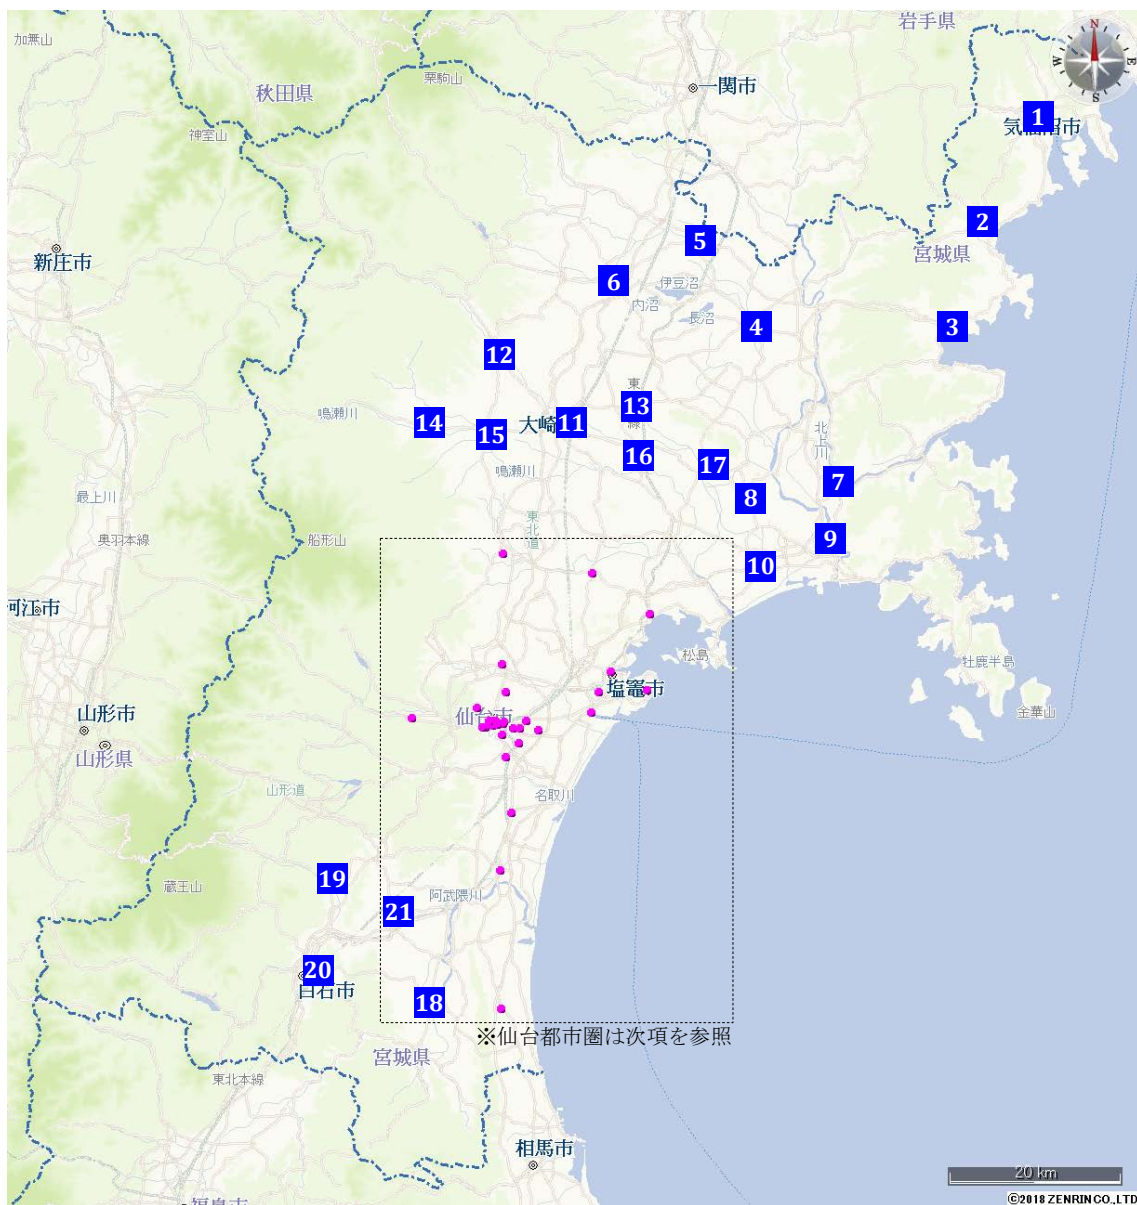 岩手県
加無山
N
W
E
S
栗駒山
一関市
秋田県
神室山
1
気仙沼市
2
5
宮城県
新庄市
6
伊豆沼
内沼
長沼
4
3
12
鳴瀬川
14
15
大崎
11
東
13
線
北上川
16
17
鳴瀬川
7
8
最上川
東北道
奥羽本線
船形山
9
10
河江市
松島
牡鹿半島
塩竈市
山形市
仙台市
金華山
山形県
山形道
名取川
19
蔵王山
阿武隈川
21
20
白石市
18
※仙台都市圏は次項を参照
宮城県
東北本線
相馬市
20 km
福島市
©2018 ZENRIN CO., LTD